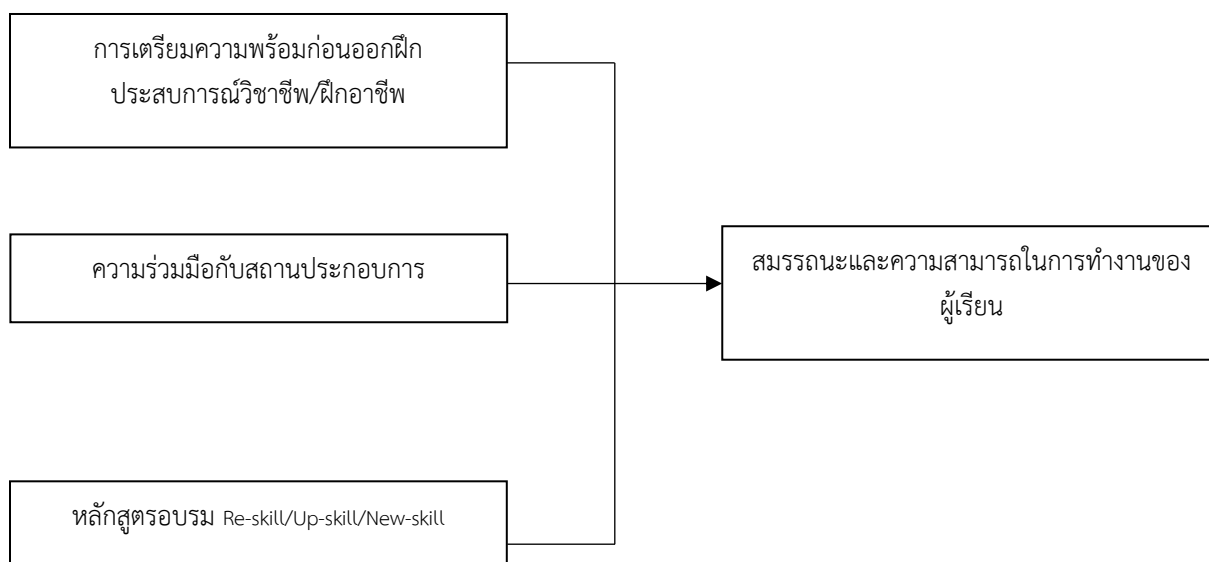 การเตรียมความพร้อมก่อนออกฝึก
ประสบการณ์วิชาชีพ/ฝึกอาชีพ
ความร่วมมือกับสถานประกอบการ
สมรรถนะและความสามารถในการทำงานของ
ผู้เรียน
หลักสูตรอบรม Re-skill/Up-skill/New-skill